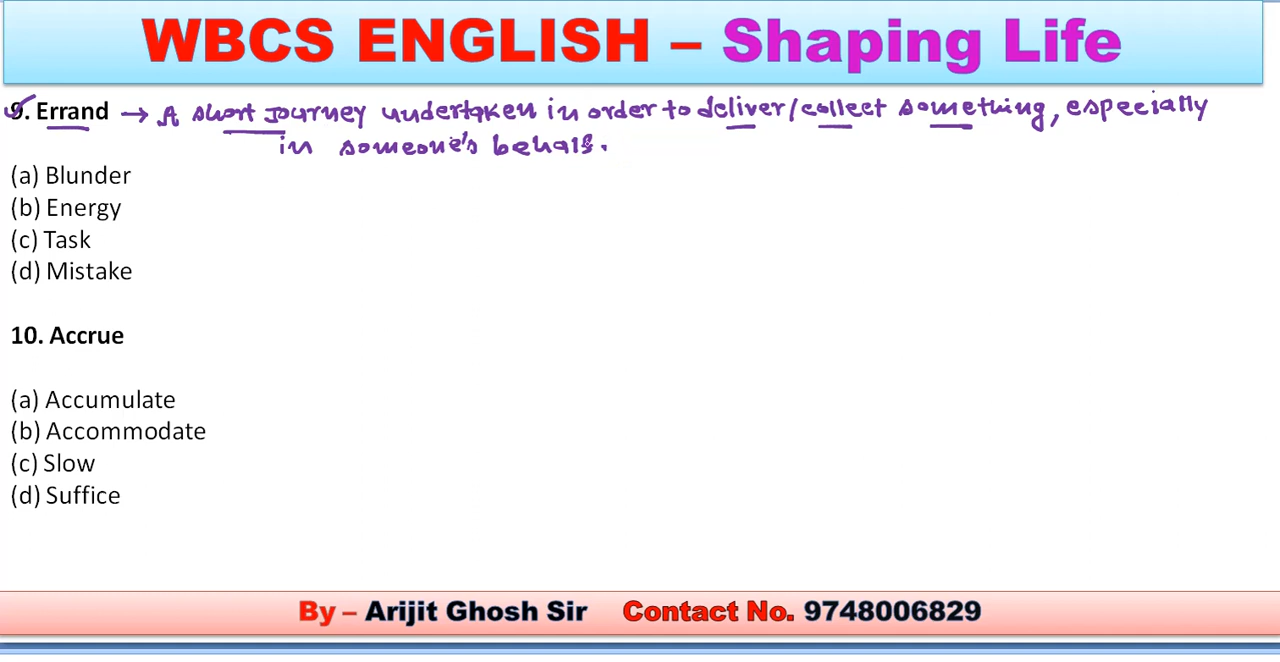 WBCS ENGLISH – Shaping Life
9. Errand → A short Journey undertaken in order to deliver/collect something, especially
in someone's behalf.
(a) Blunder
(b) Energy
(c) Task
(d) Mistake
10. Accrue
(a) Accumulate
(b) Accommodate
(c) Slow
(d) Suffice
By – Arijit Ghosh Sir Contact No. 9748006829